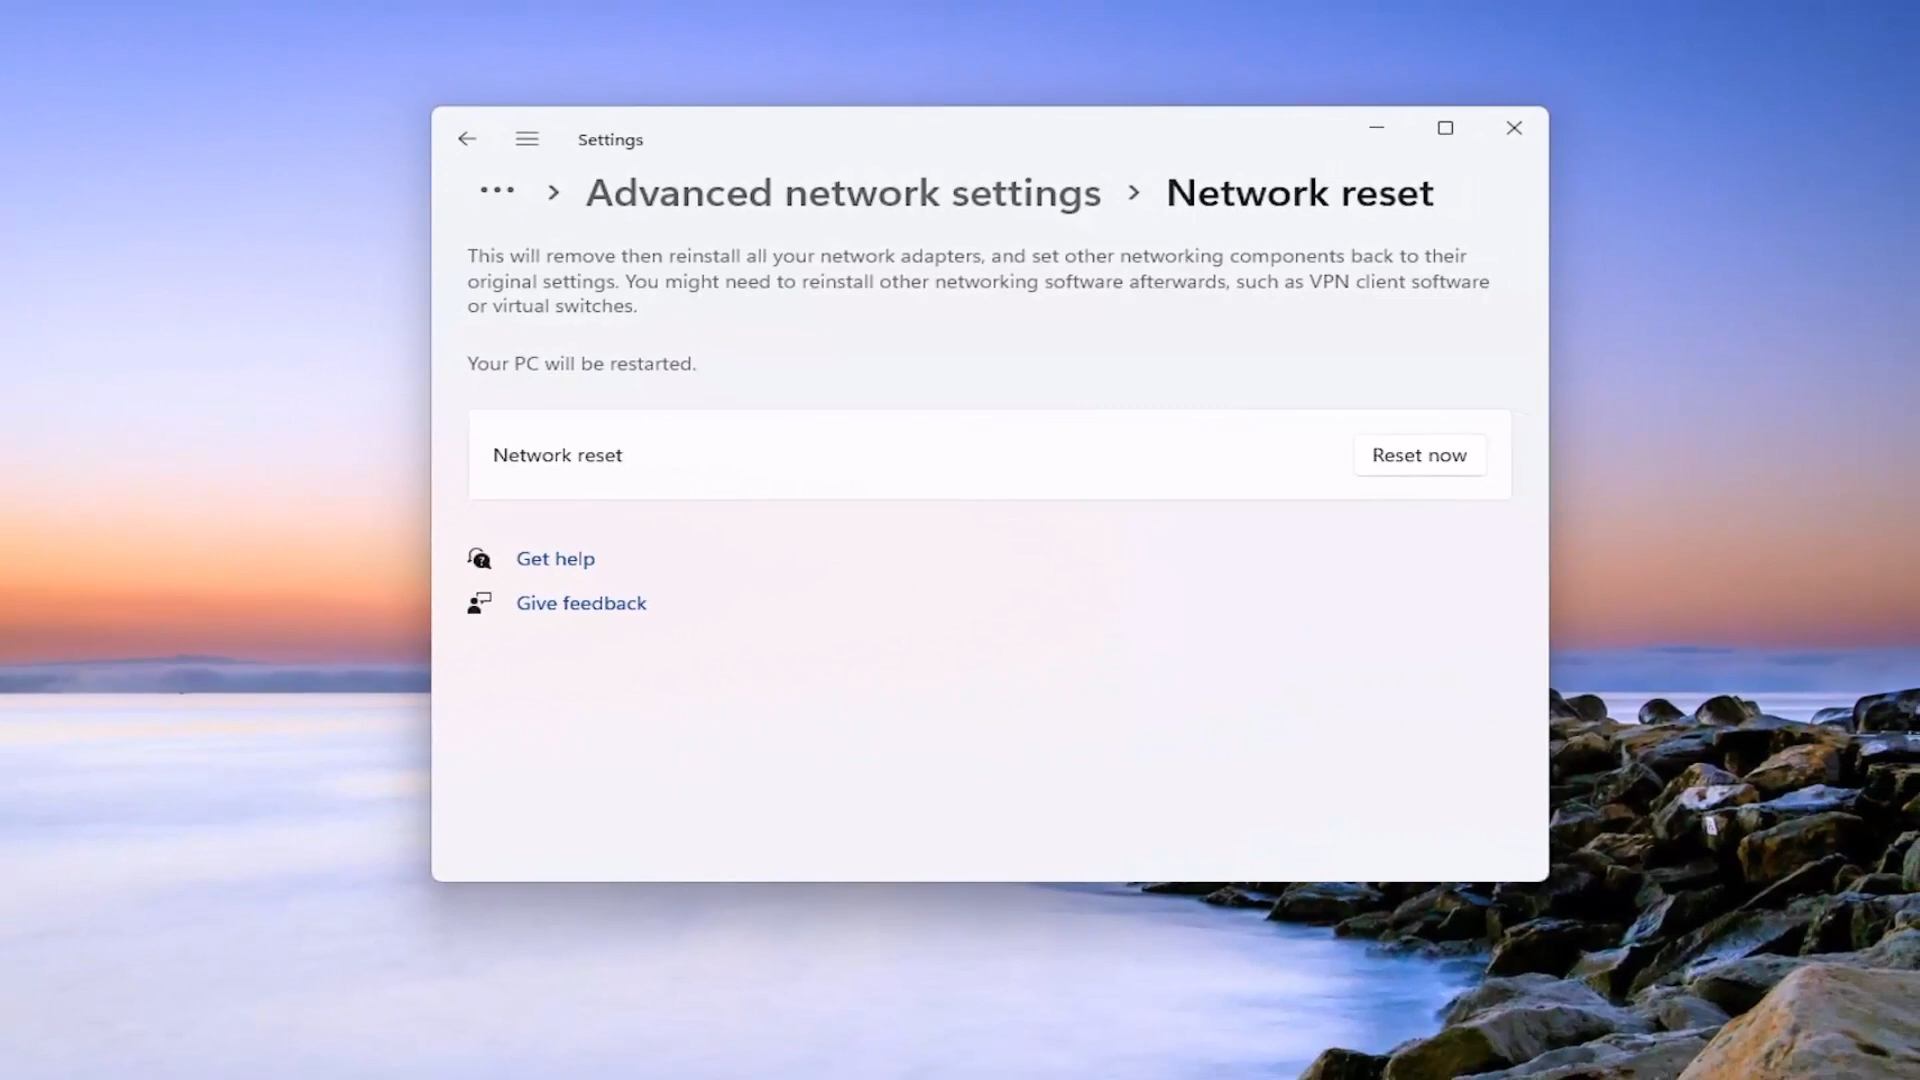 Settings
... > Advanced network settings > Network reset
This will remove then reinstall all your network adapters, and set other networking components back to their
original settings. You might need to reinstall other networking software afterwards, such as VPN client software
or virtual switches.
Your PC will be restarted.
Network reset
Reset now
Get help
Give feedback